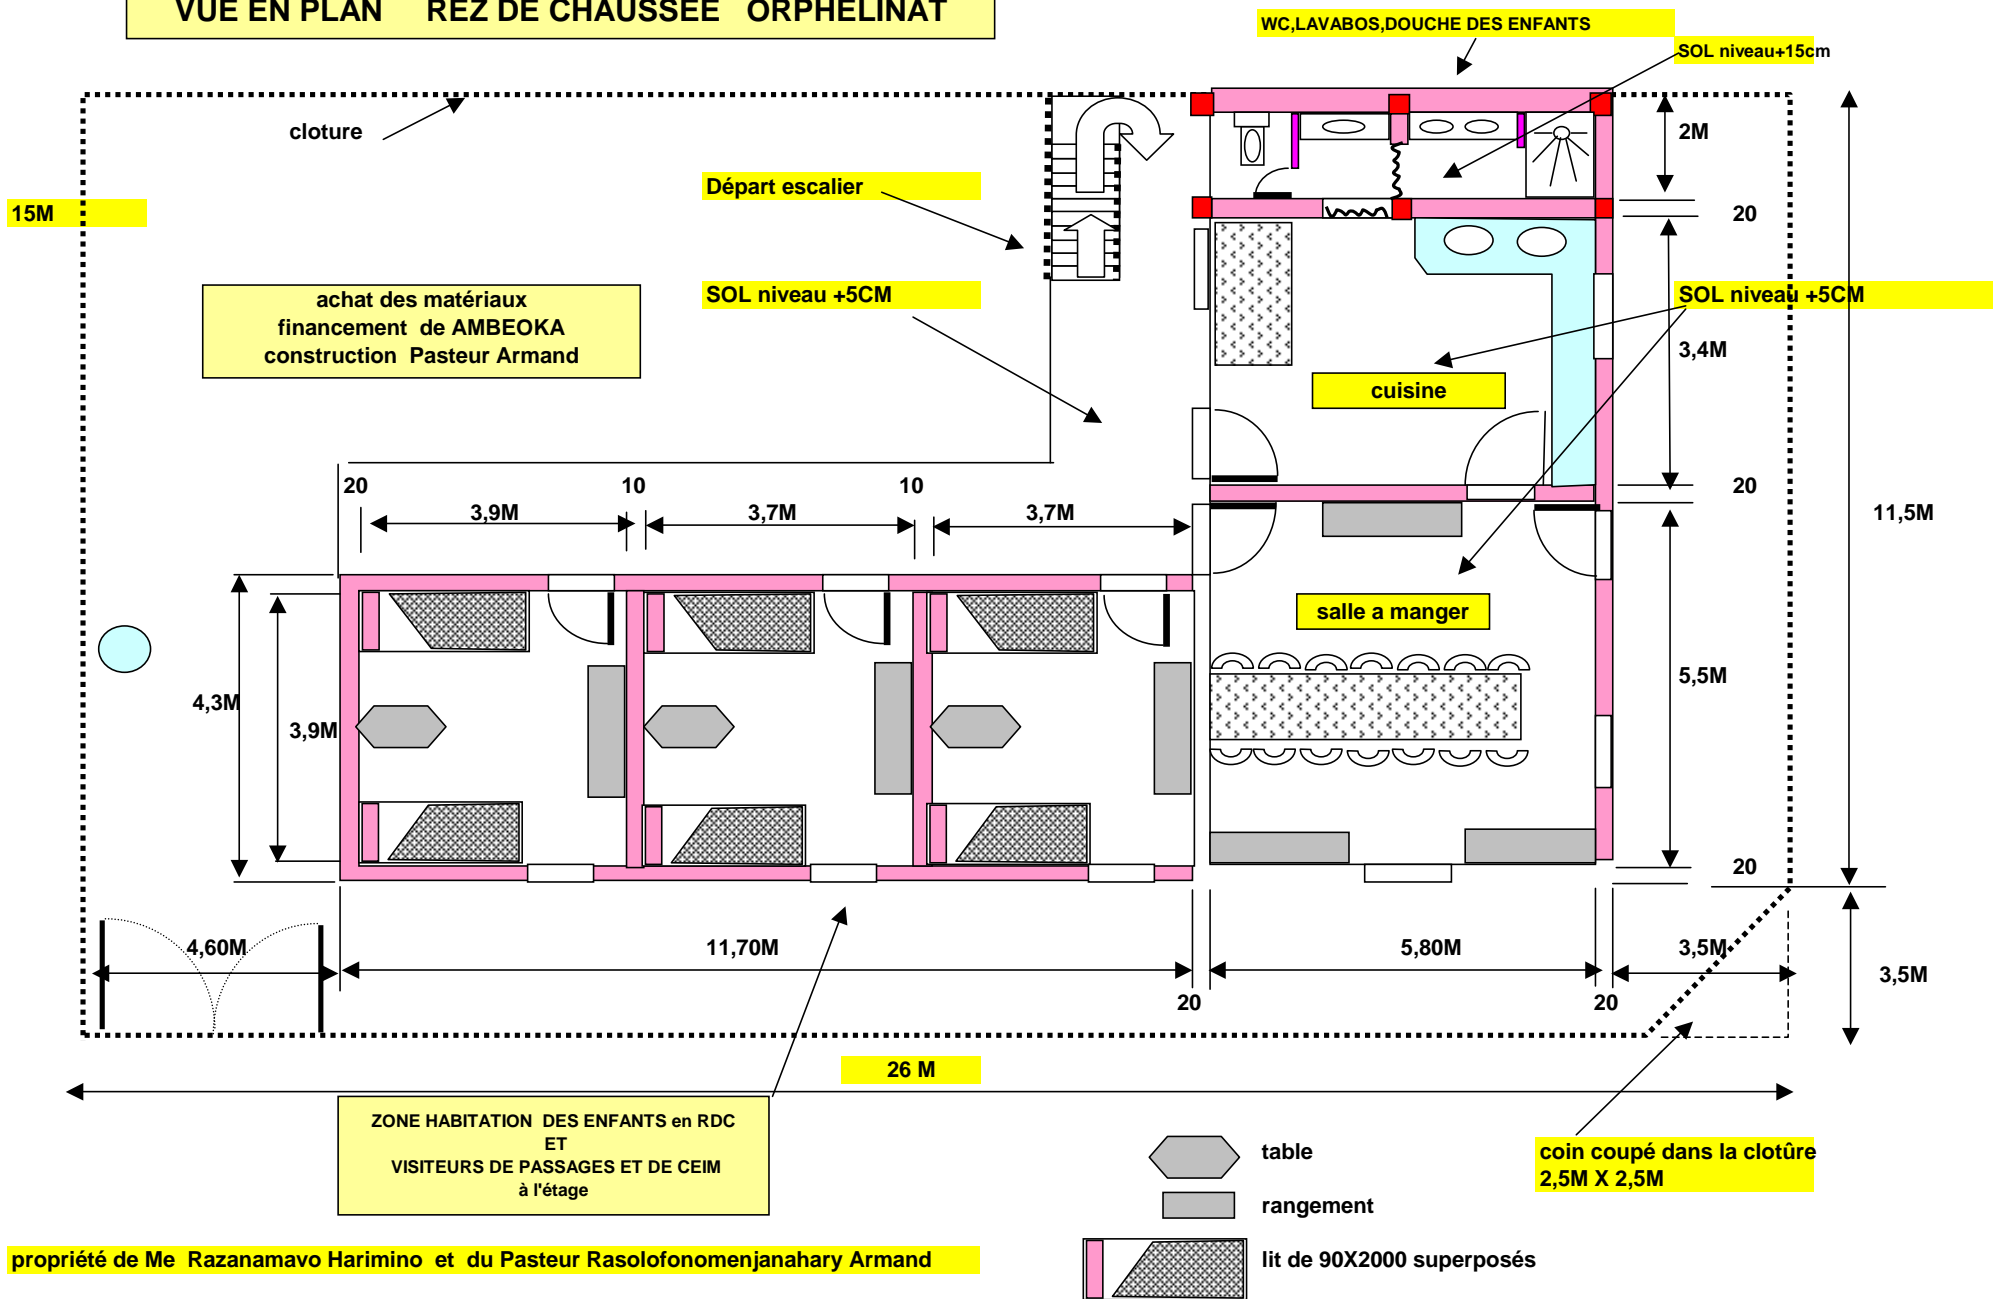 VUE EN PLAN REZ DE CHAUSSEE ORPHELINAT
WC,LAVABOS,DOUCHE DES ENFANTS
SOL niveau+15cm
cloture
2M
Départ escalier
15M
20
SOL niveau +5CM
SOL niveau +5CM
achat des matériaux
financement de AMBEOKA
construction Pasteur Armand
3,4M
cuisine
20
10
10
20
3,9M
3,7M
3,7M
11,5M
salle a manger
4,3M
3,9M
5,5M
20
4,60M
11,70M
5,80M
3,5M
3,5M
20
20
26 M
ZONE HABITATION DES ENFANTS en RDC
ET
VISITEURS DE PASSAGES ET DE CEIM
à l'étage
table
coin coupé dans la clotûre
2,5M X 2,5M
rangement
propriété de Me Razanamavo Harimino et du Pasteur Rasolofonomenjanahary Armand
lit de 90X2000 superposés